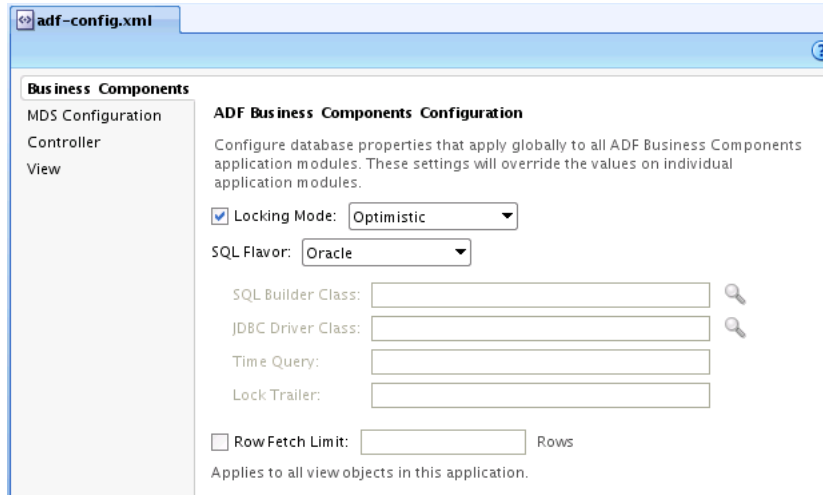 adf-config.xml
?
Business Components
MDS Configuration
Controller
View
ADF Business Components Configuration
Configure database properties that apply globally to all ADF Business Components
application modules. These settings will override the values on individual
application modules.
Locking Mode: Optimistic
SQL Flavor: Oracle
SQL Builder Class:
JDBC Driver Class:
Time Query:
Lock Trailer:
Row Fetch Limit: Rows
Applies to all view objects in this application.